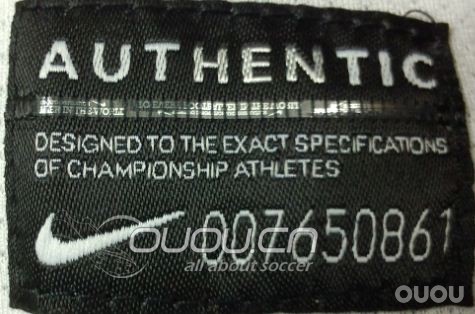 AUTHENTIC
DESIGNED TO THE EXACT SPECIFICATIONS
OF CHAMPIONSHIP ATHLETES
007650861
OUOU.CN
all about soccer
OUOU